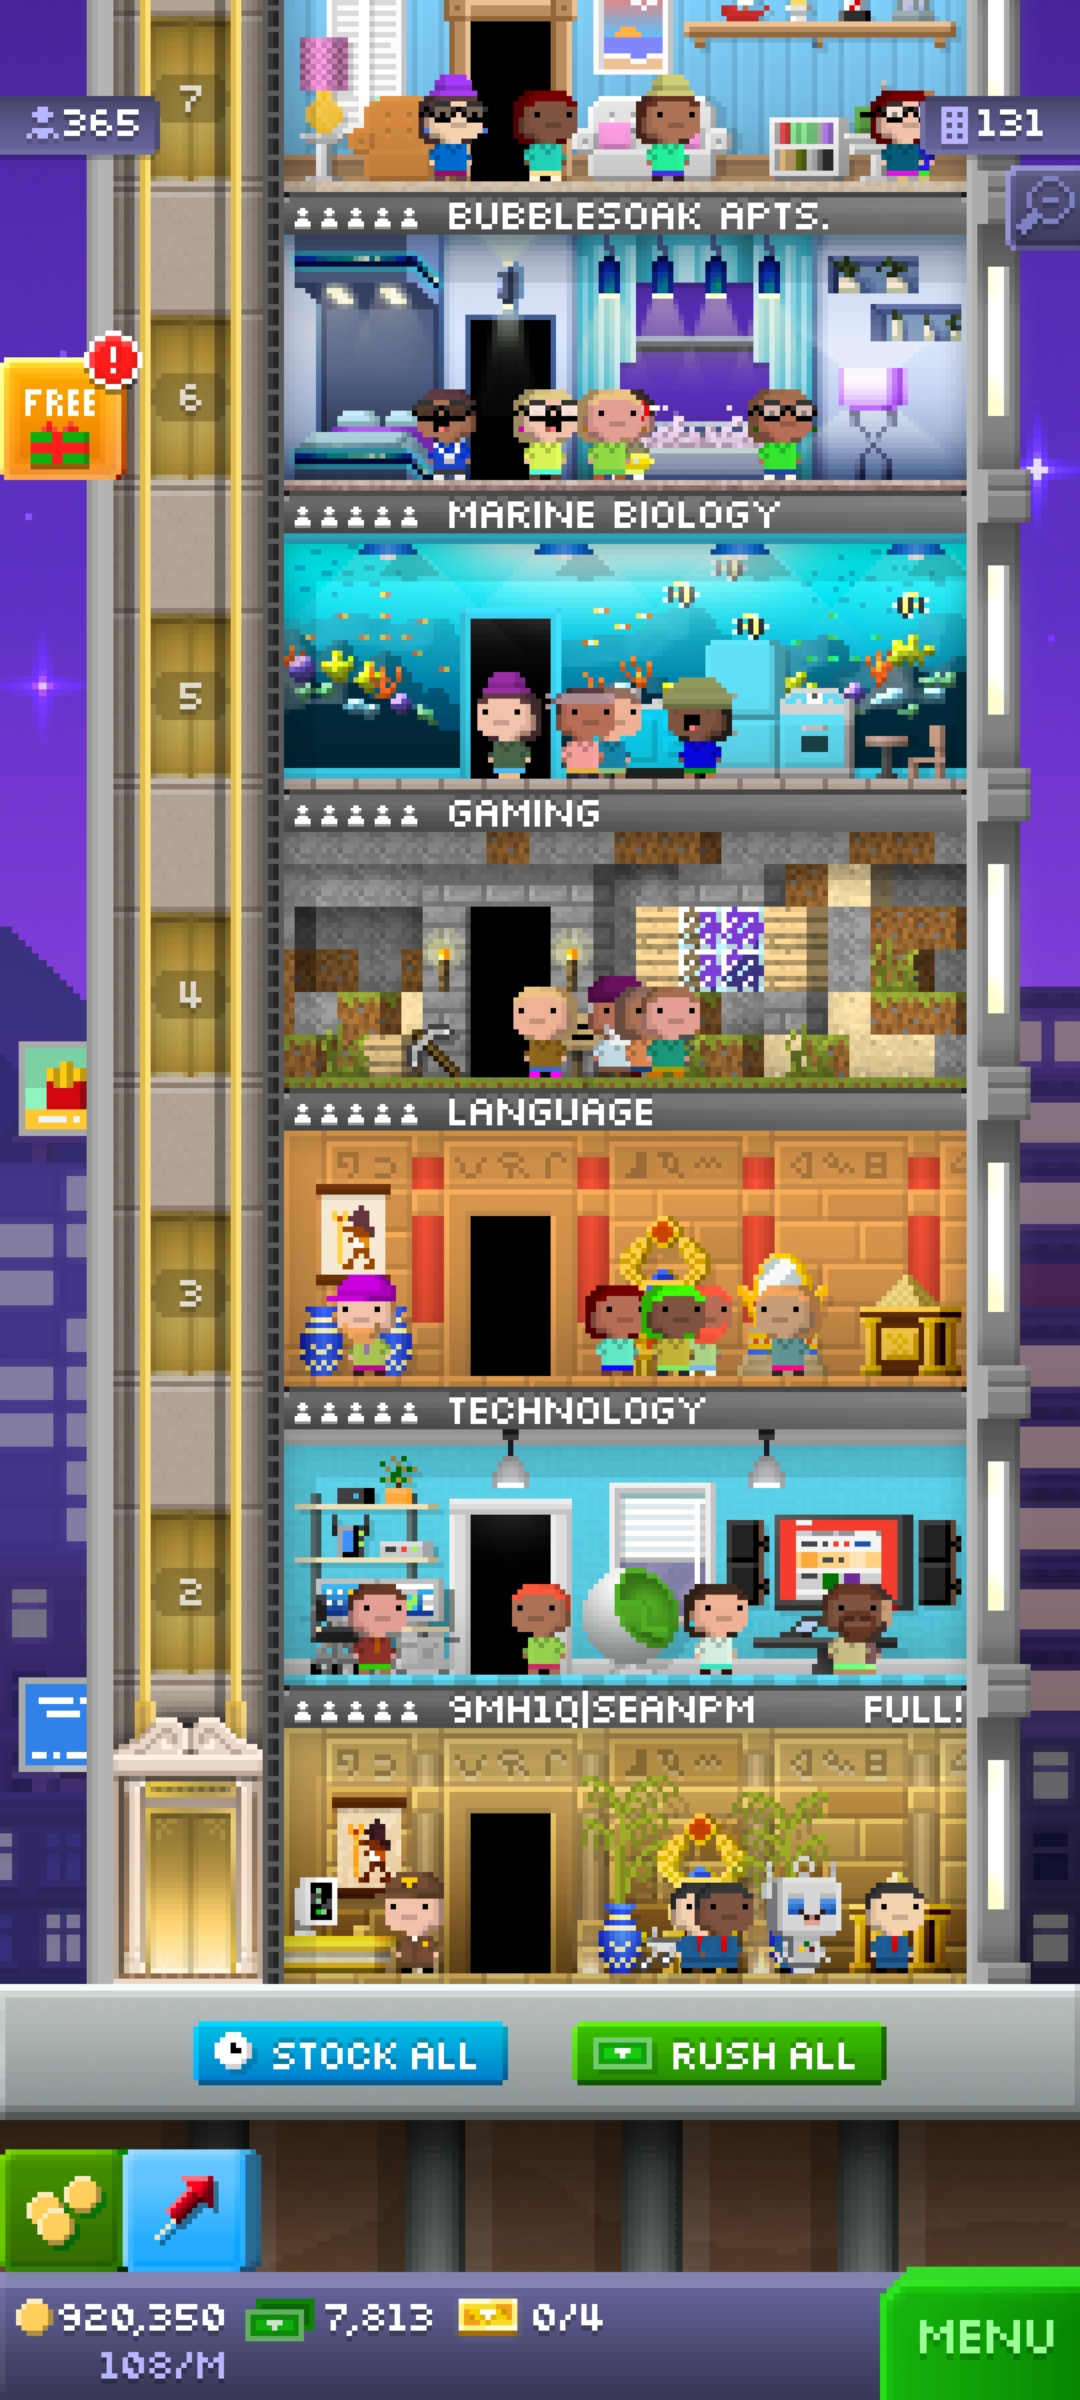 7
365
131
BUBBLESOAK APTS.
FREE
!
6
MARINE BIOLOGY
5
GAMING
4
LANGUAGE
3
TECHNOLOGY
2
9MH1Q|SEANPM FULL!
STOCK ALL
RUSH ALL
920,350
7,813
0/4
108/M
MENU